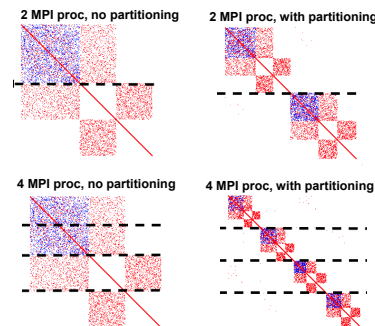 2 MPI proc, no partitioning
2 MPI proc, with partitioning
4 MPI proc, no partitioning
4 MPI proc, with partitioning